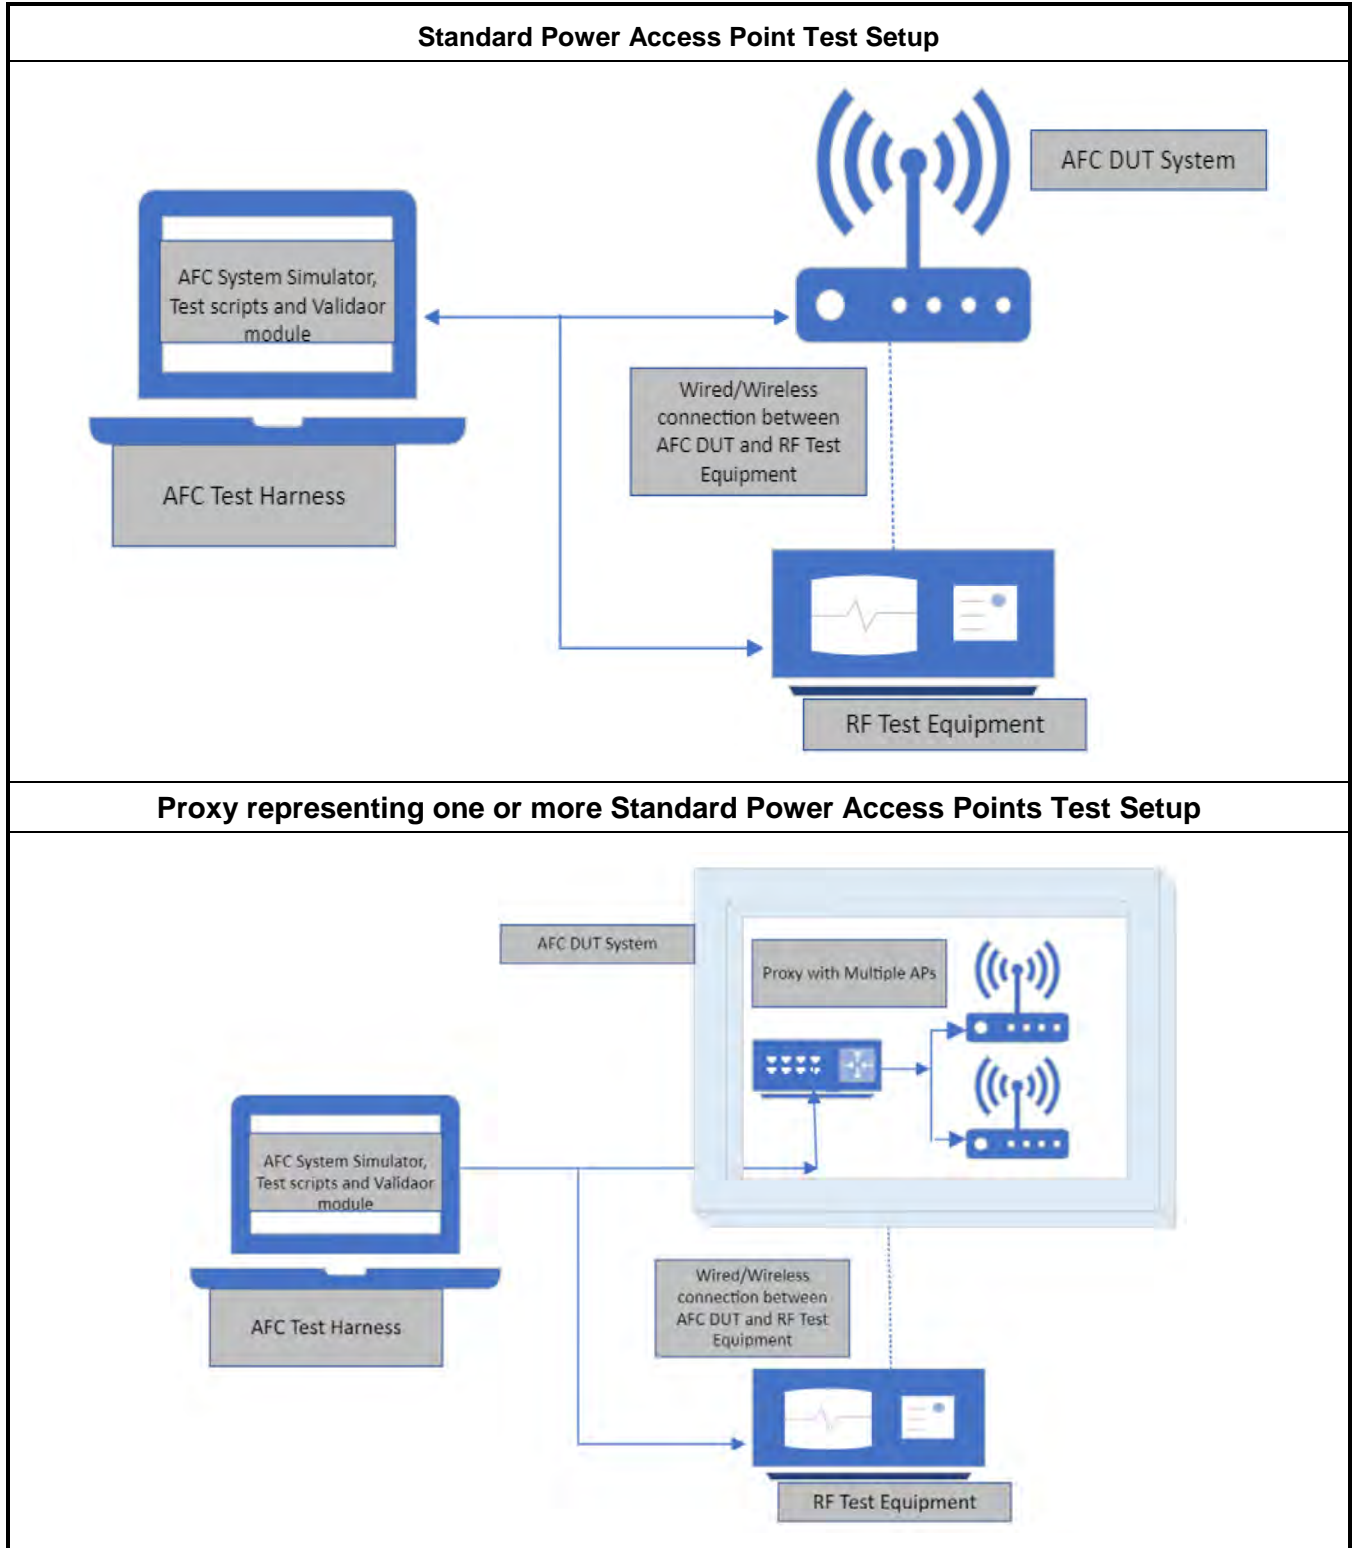 Standard Power Access Point Test Setup
AFC DUT System
AFC System Simulator,
Test scripts and Validaor
module
Wired/Wireless
connection between
AFC DUT and RF Test
Equipment
AFC Test Harness
RF Test Equipment
Proxy representing one or more Standard Power Access Points Test Setup
AFC DUT System
Proxy with Multiple APs
AFC System Simulator,
Test scripts and Validaor
module
Wired/Wireless
connection between
AFC DUT and RF Test
Equipment
AFC Test Harness
RF Test Equipment